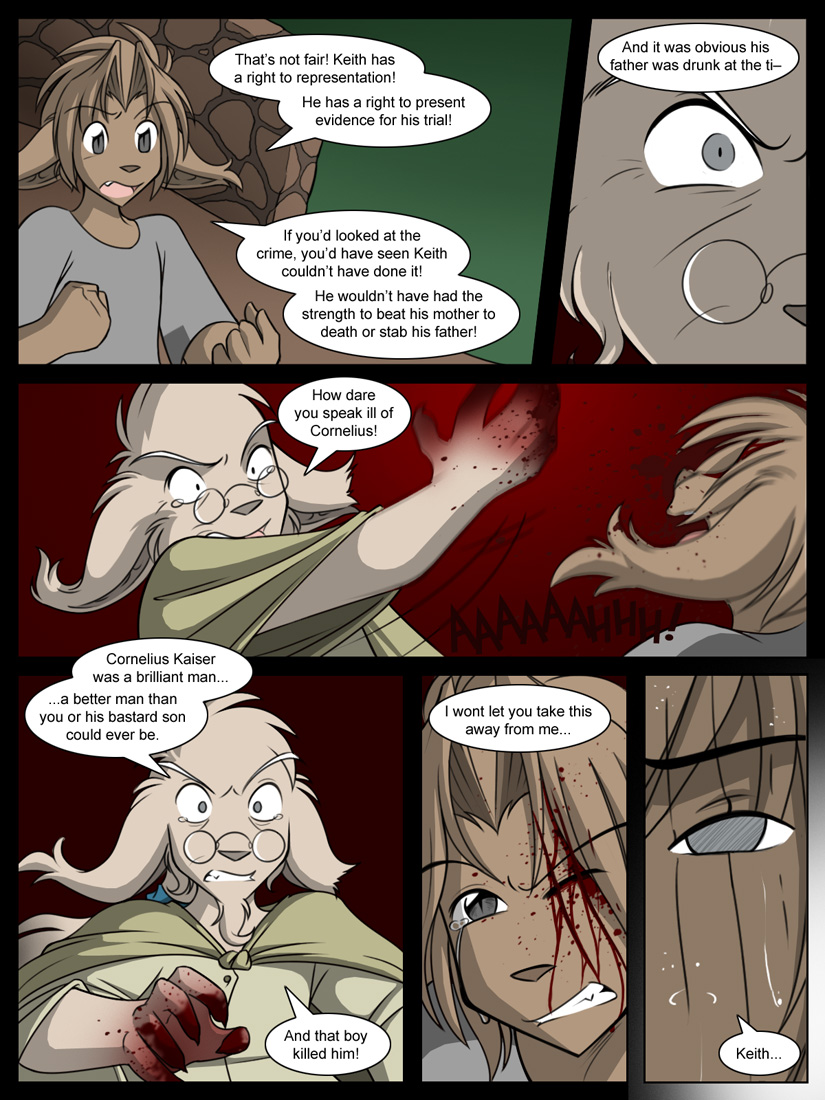 That's not fair! Keith has
a right to representation!
He has a right to present
evidence for his trial!
If you'd looked at the
crime, you'd have seen Keith
couldn't have done it!
He wouldn't have had the
strength to beat his mother to
death or stab his father!
And it was obvious his
father was drunk at the ti–
How dare
you speak ill of
Cornelius!
AAAAAAHHH!
Cornelius Kaiser
was a brilliant man...
...a better man than
you or his bastard son
could ever be.
And that boy
killed him!
I wont let you take this
away from me...
Keith...